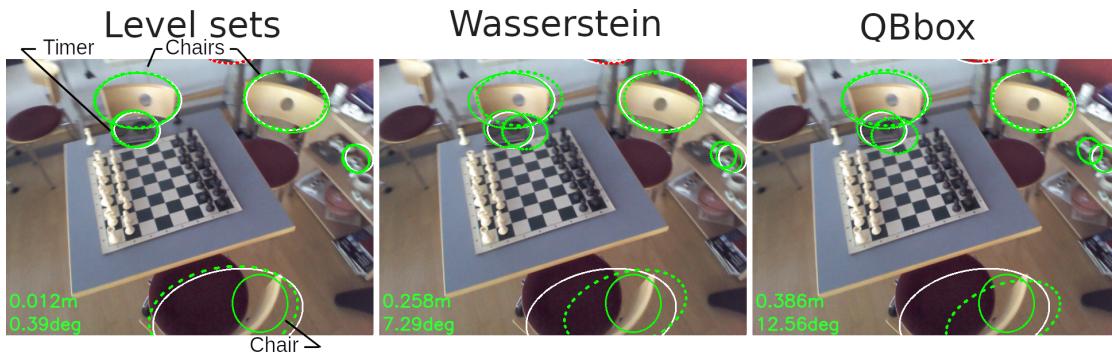 Level sets
Wasserstein
QBbox
Timer
Chairs
0.012m
0.39deg
0.258m
7.29deg
0.386m
12.56deg
Chair